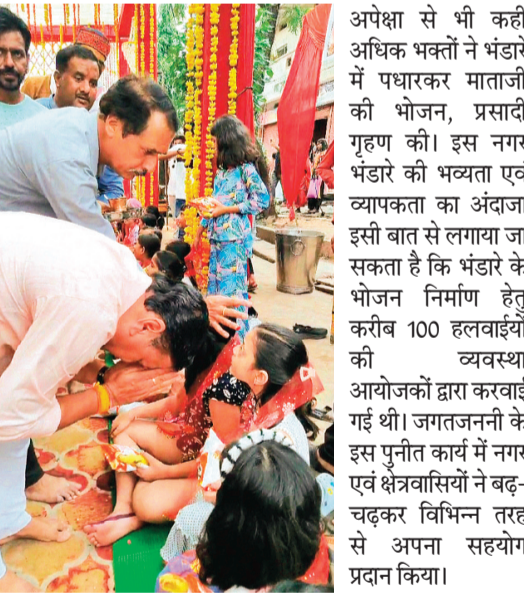 अपेक्षा से भी कही
अधिक भक्तों ने भंडार
में पधारकर माताजी
की भोजन, प्रसादी
गृहण की। इस नगर
भंडारे की भव्यता एवं
व्यापकता का अंदाजा
इसी बात से लगाया जा
सकता है कि भंडारे के
भोजन निर्माण हेतु
करीब 100 हलवाईयों
की व्यवस्था
आयोजकों द्वारा करवाई
गई थी। जगतजननी के
इस पुनीत कार्य में नगर
एवं क्षेत्रवासियों ने बढ़-
चढ़कर विभिन्न तरह
से अपना सहयोग
प्रदान किया।